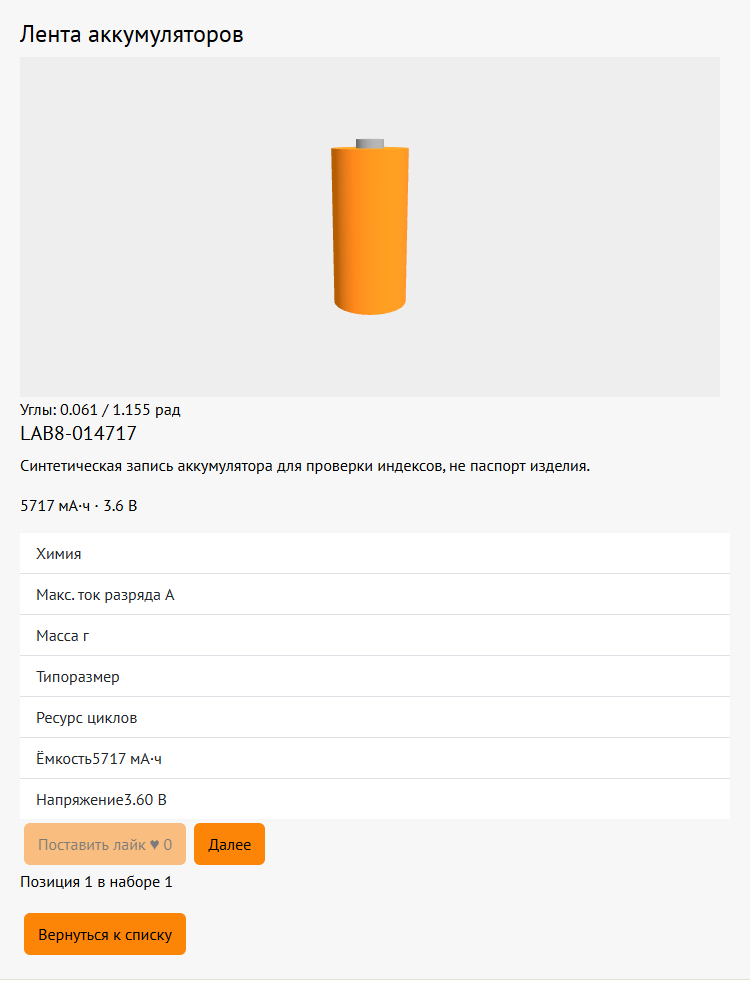 Лента аккумуляторов
Углы: 0.061 / 1.155 рад
LAB8-014717
Синтетическая запись аккумулятора для проверки индексов, не паспорт изделия.
5717 мА·ч · 3.6 В
Химия
Макс. ток разряда А
Масса г
Типоразмер
Ресурс циклов
Ёмкость5717 мА·ч
Напряжение3.60 В
Поставить лайк ♥ 0 Далее
Позиция 1 в наборе 1
Вернуться к списку